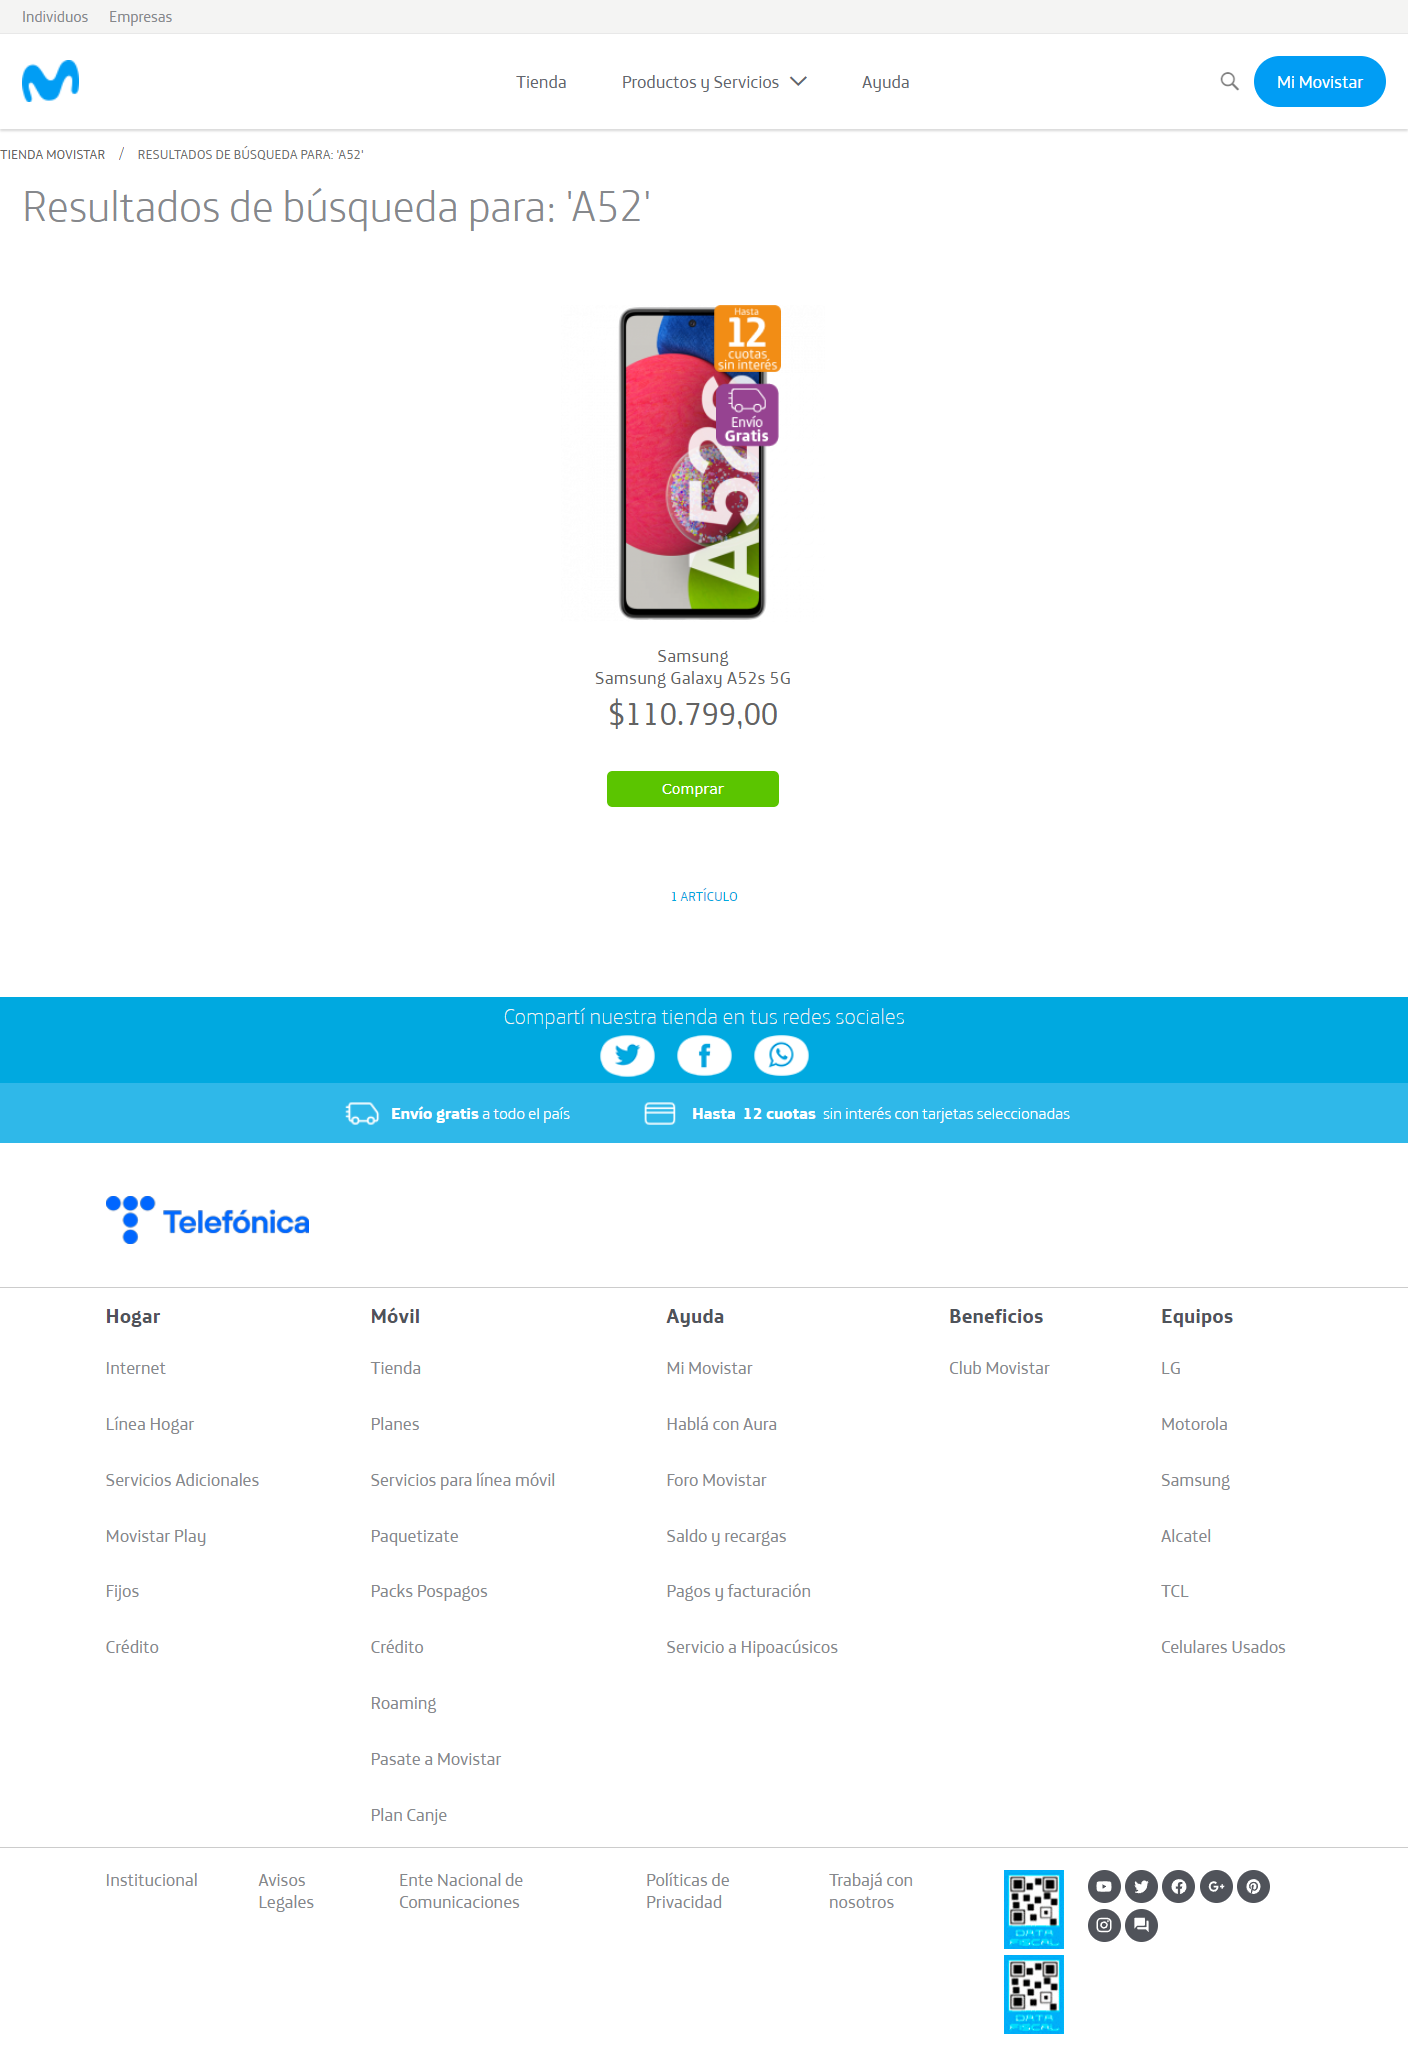 Individuos Empresas
Tienda Productos y Servicios Ayuda Mi Movistar
TIENDA MOVISTAR / RESULTADOS DE BÚSQUEDA PARA: 'A52'
Resultados de búsqueda para: 'A52'
Hasta
12
cuotas
sin interés
Envío
Gratis
A52s
Samsung
Samsung Galaxy A52s 5G
$110.799,00
Comprar
1 ARTÍCULO
Compartí nuestra tienda en tus redes sociales
Envío gratis a todo el país
Hasta 12 cuotas sin interés con tarjetas seleccionadas
Telefónica
Hogar
Internet
Línea Hogar
Servicios Adicionales
Movistar Play
Fijos
Crédito
Móvil
Tienda
Planes
Servicios para línea móvil
Paquetizate
Packs Pospagos
Crédito
Roaming
Pasate a Movistar
Plan Canje
Ayuda
Mi Movistar
Hablá con Aura
Foro Movistar
Saldo y recargas
Pagos y facturación
Servicio a Hipoacúsicos
Beneficios
Club Movistar
Equipos
LG
Motorola
Samsung
Alcatel
TCL
Celulares Usados
Institucional
Avisos
Legales
Ente Nacional de
Comunicaciones
Políticas de
Privacidad
Trabajá con
nosotros
DATA
FISCAL
DATA
FISCAL